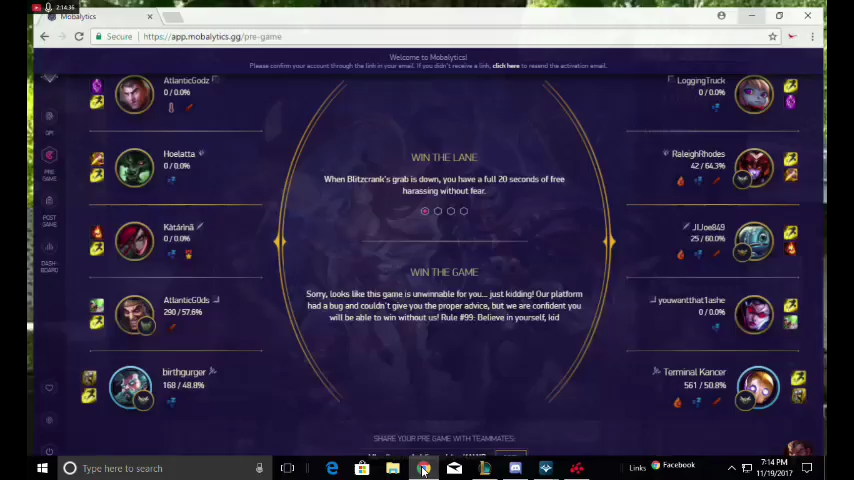 2:14:36
Mobalytics
Secure | https://app.mobalytics.gg/pre-game
Welcome to Mobalytics!
Please confirm your account through the link in your email. If you didn't receive a link, click here to resend the activation email.
GPI
PRE GAME
POST GAME
DASH-BOARD
AtlanticGodz
0 / 0.0%
Hoelatta
0 / 0.0%
Kàtárinã
0 / 0.0%
AtlanticG0ds
290 / 57.6%
birthgurger
168 / 48.8%
WIN THE LANE
When Blitzcrank's grab is down, you have a full 20 seconds of free
harassing without fear.
WIN THE GAME
Sorry, looks like this game is unwinnable for you... just kidding! Our platform
had a bug and couldn't give you the proper advice, but we are confident you
will be able to win without us! Rule #99: Believe in yourself, kid
SHARE YOUR PRE GAME WITH TEAMMATES:
LoggingTruck
0 / 0.0%
RaleighRhodes
42 / 64.3%
JIJoe849
25 / 60.0%
youwantthat1ashe
0 / 0.0%
Terminal Kancer
561 / 50.8%
Type here to search
Links
Facebook
7:14 PM
11/19/2017